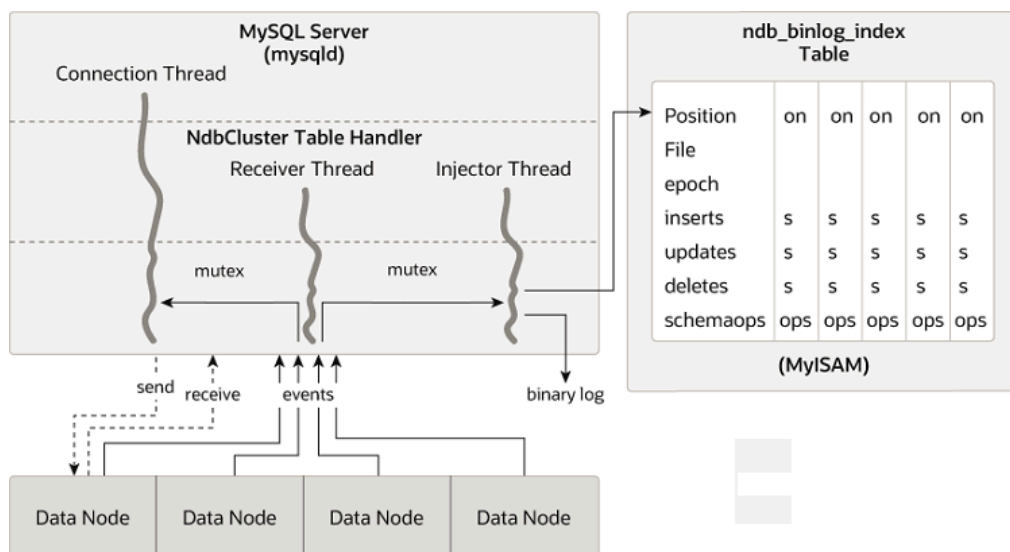 MySQL Server
(mysqld)
Connection Thread
NdbCluster Table Handler
Receiver Thread
Injector Thread
mutex
mutex
send
receive
events
binary log
Data Node
Data Node
Data Node
Data Node
ndb_binlog_index
Table
Position on on on on on
File
epoch
inserts s s s s s
updates s s s s s
deletes s s s s s
schemaops ops ops ops ops ops
(MyISAM)